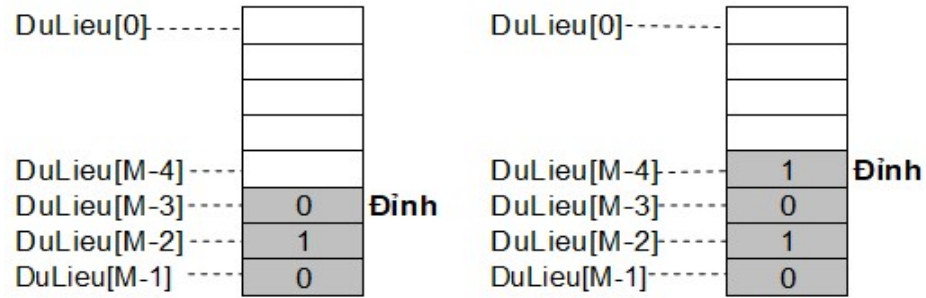 DuLieu[0] DuLieu[0]
DuLieu[M-4] DuLieu[M-4] 1 Đỉnh
DuLieu[M-3] 0 Đỉnh DuLieu[M-3] 0
DuLieu[M-2] 1 DuLieu[M-2] 1
DuLieu[M-1] 0 DuLieu[M-1] 0